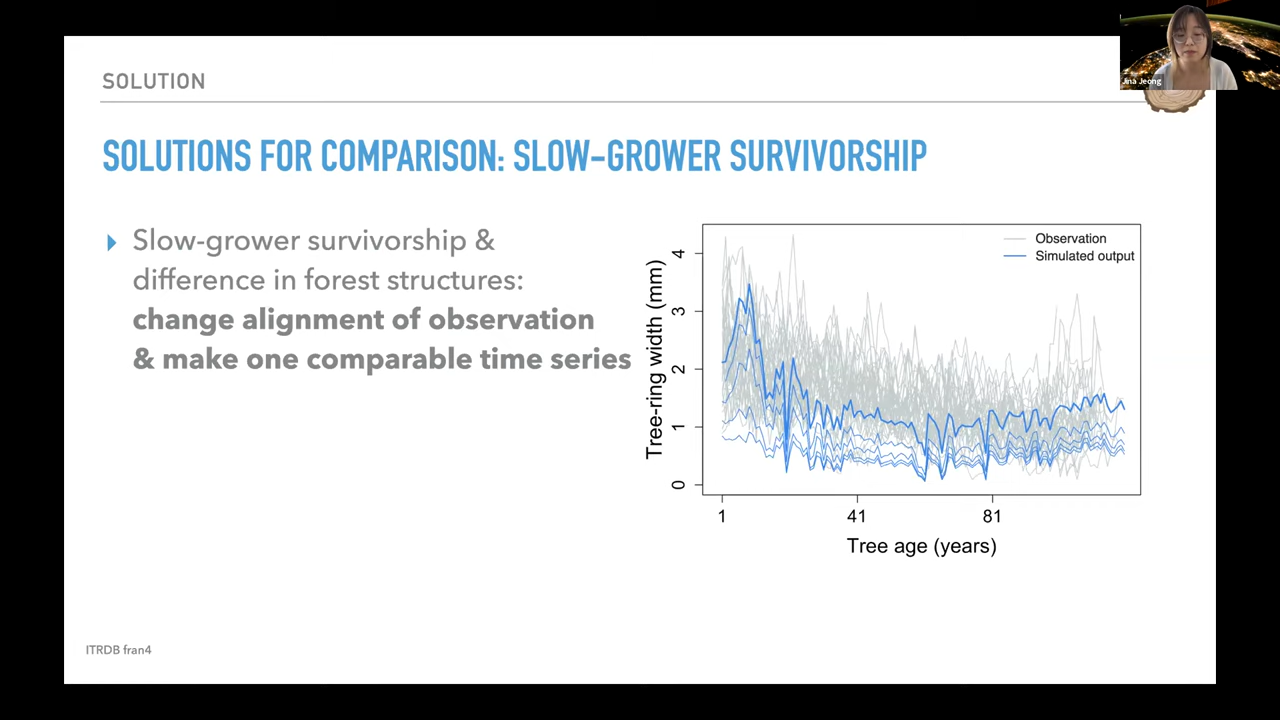 SOLUTION
Jina Jeong
SOLUTIONS FOR COMPARISON: SLOW-GROWER SURVIVORSHIP
Slow-grower survivorship &
difference in forest structures:
change alignment of observation
& make one comparable time series
Observation
Simulated output
Tree-ring width (mm)
4
3
2
1
0
1 41 81
Tree age (years)
ITRDB fran4